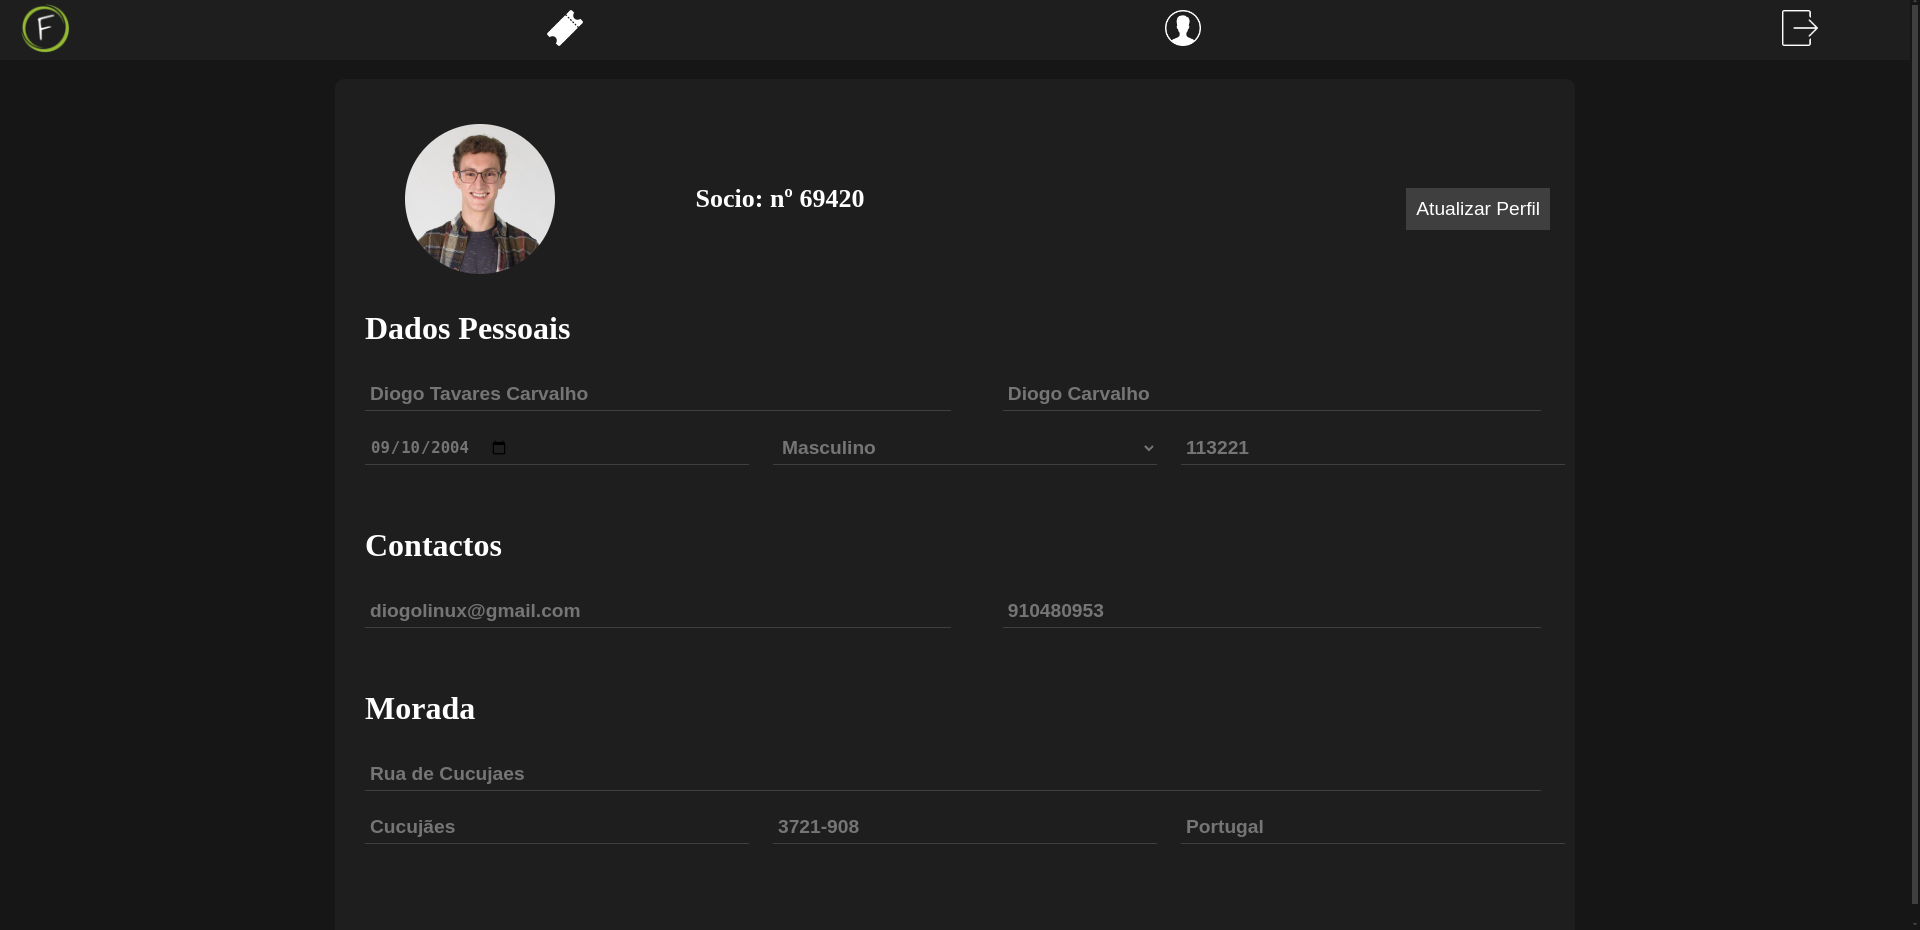 F
Socio: nº 69420
Atualizar Perfil
Dados Pessoais
Diogo Tavares Carvalho
Diogo Carvalho
09/10/2004
Masculino
113221
Contactos
diogolinux@gmail.com
910480953
Morada
Rua de Cucujaes
Cucujães
3721-908
Portugal